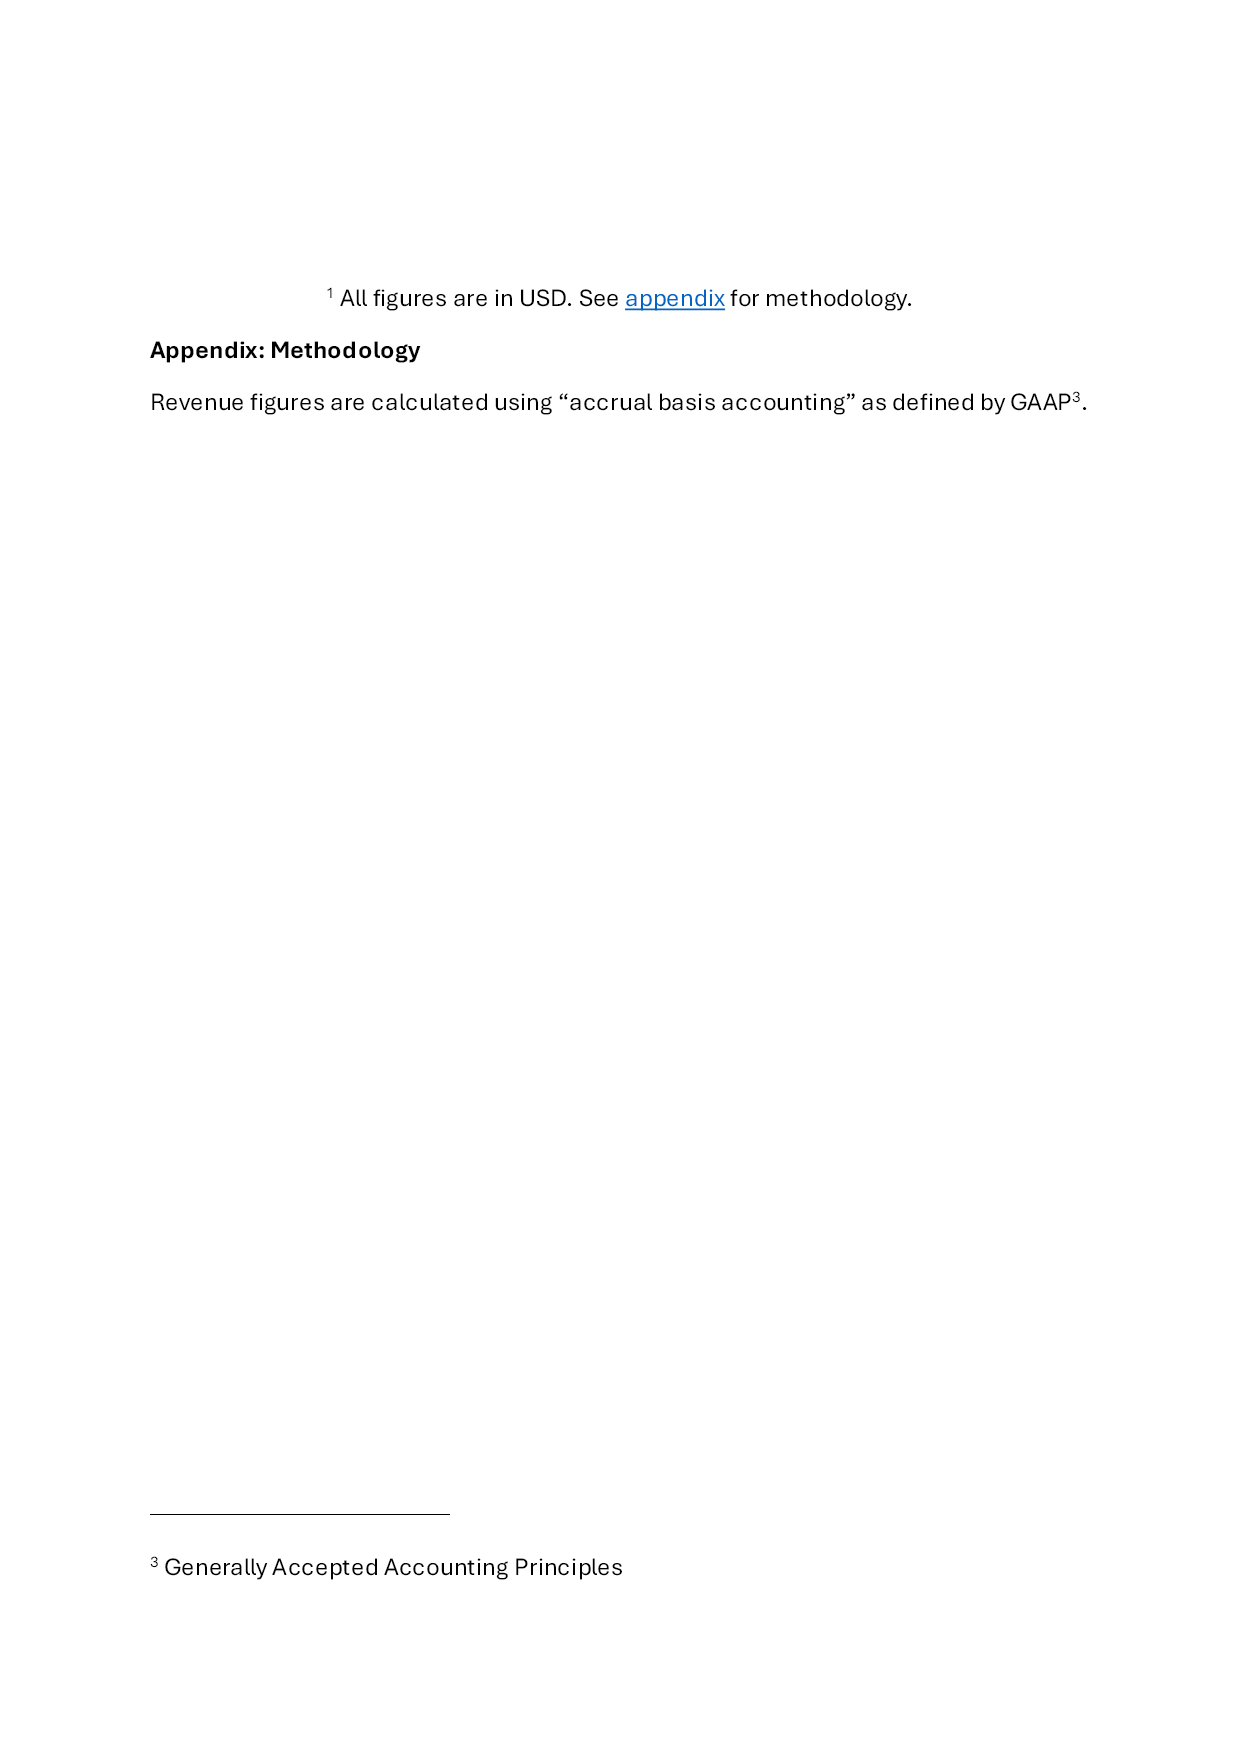 ¹ All figures are in USD. See appendix for methodology.
Appendix: Methodology
Revenue figures are calculated using “accrual basis accounting” as defined by GAAP³.
³ Generally Accepted Accounting Principles